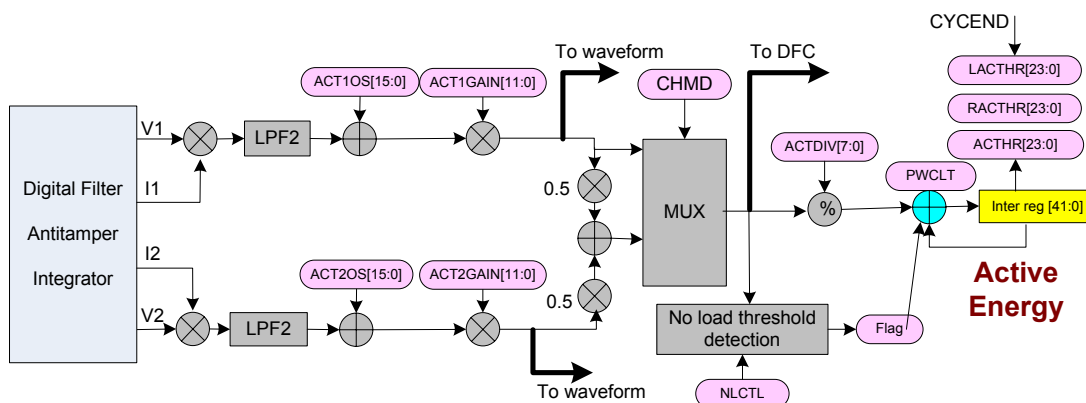 CYCEND
To waveform
To DFC
ACT1OS[15:0]
ACT1GAIN[11:0]
CHMD
LACTHR[23:0]
RACTHR[23:0]
ACTHR[23:0]
V1
LPF2
ACTDIV[7:0]
PWCLT
I1
0.5
Digital Filter
Antitamper
Integrator
MUX
%
Inter reg [41:0]
I2
ACT2OS[15:0]
ACT2GAIN[11:0]
0.5
Active
Energy
V2
LPF2
No load threshold
detection
Flag
To waveform
NLCTL